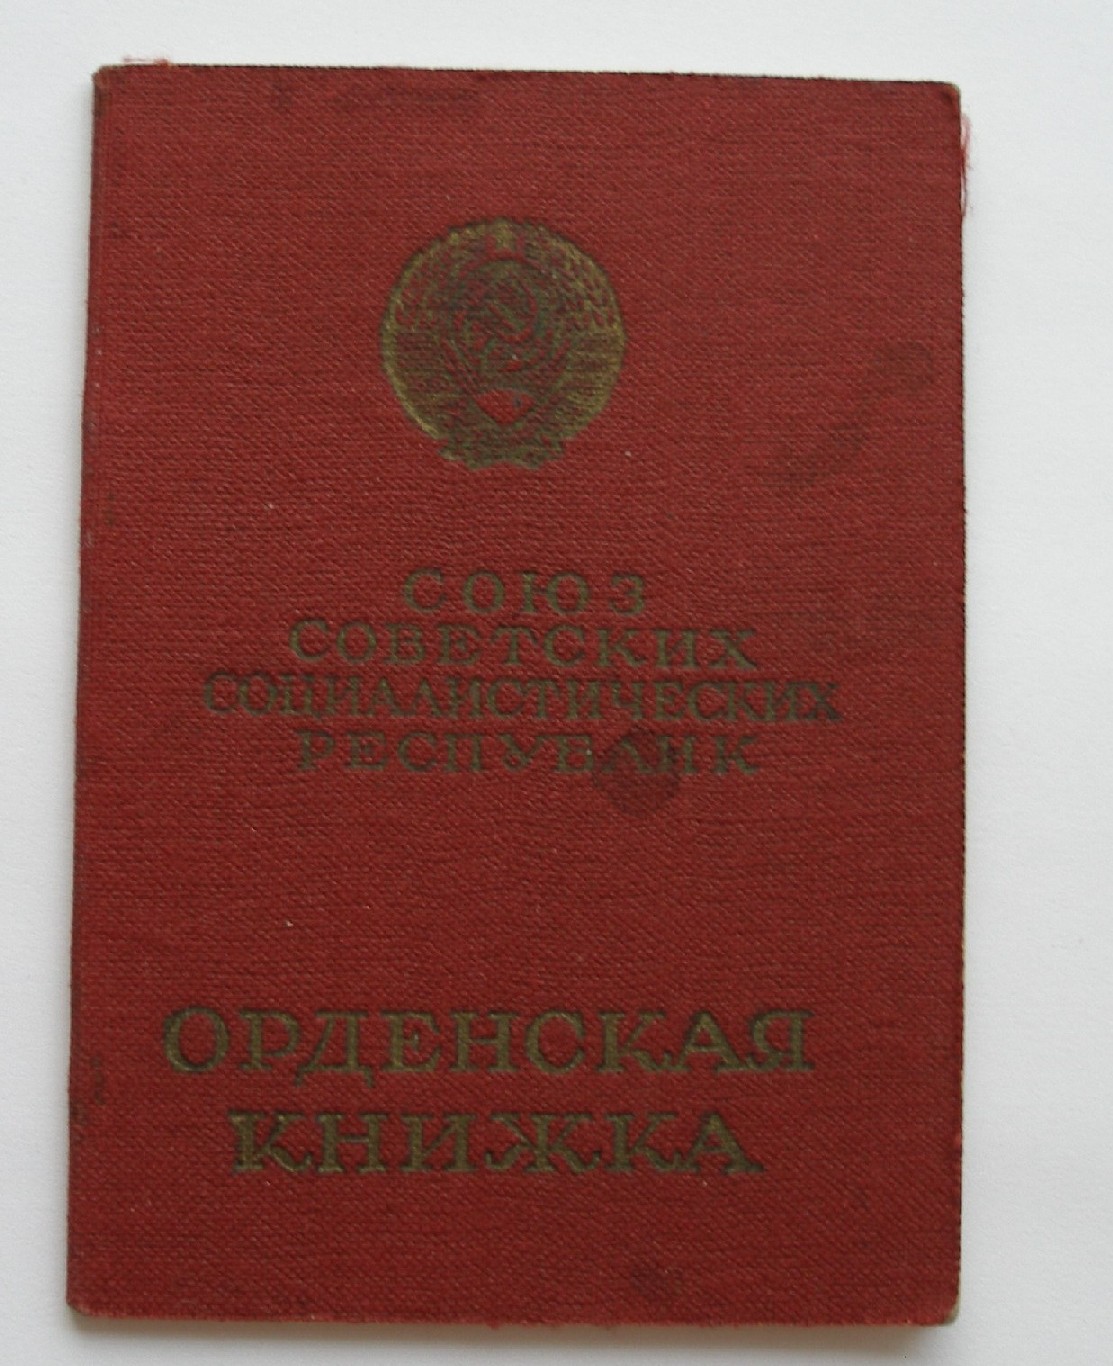 СОЮЗ
СОВЕТСКИХ
СОЦИАЛИСТИЧЕСКИХ
РЕСПУБЛИК
ОРДЕНСКАЯ
КНИЖКА